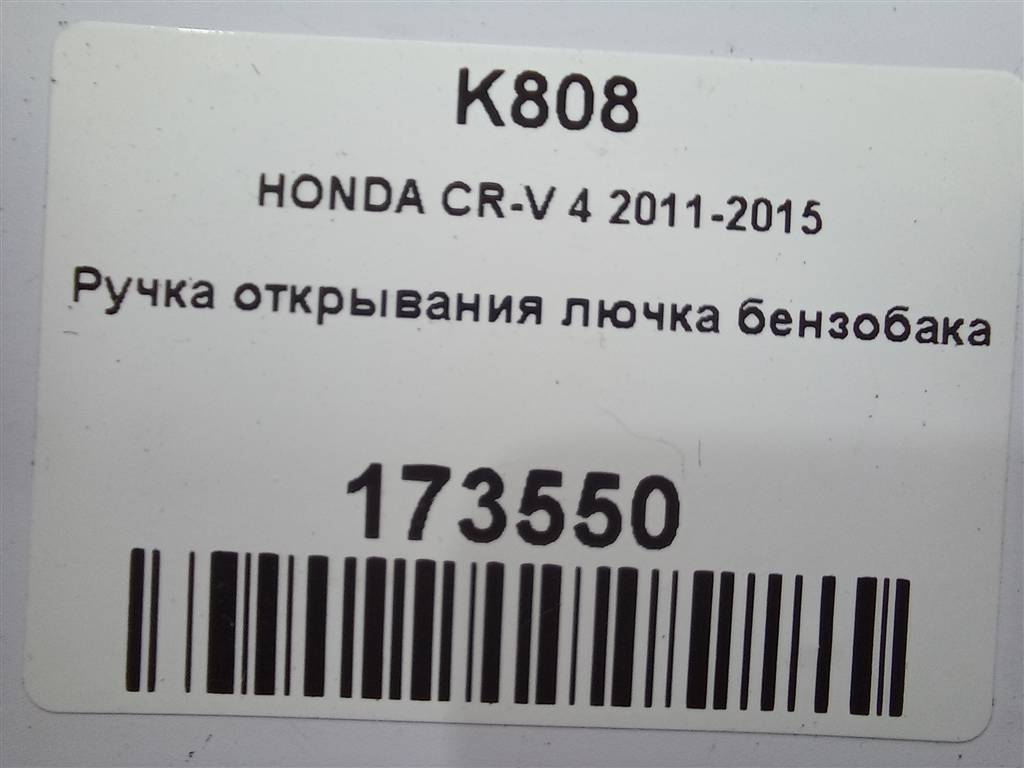 K808
HONDA CR-V 4 2011-2015
Ручка открывания лючка бензобака
173550